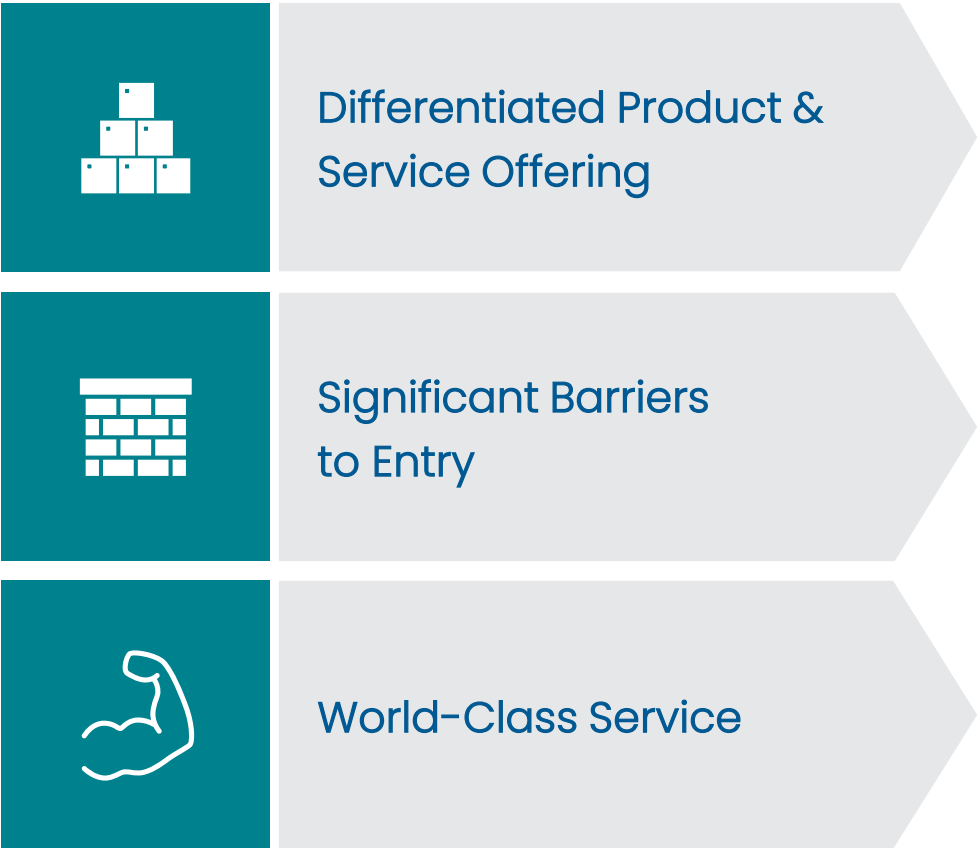 Differentiated Product &
Service Offering
Significant Barriers
to Entry
World-Class Service